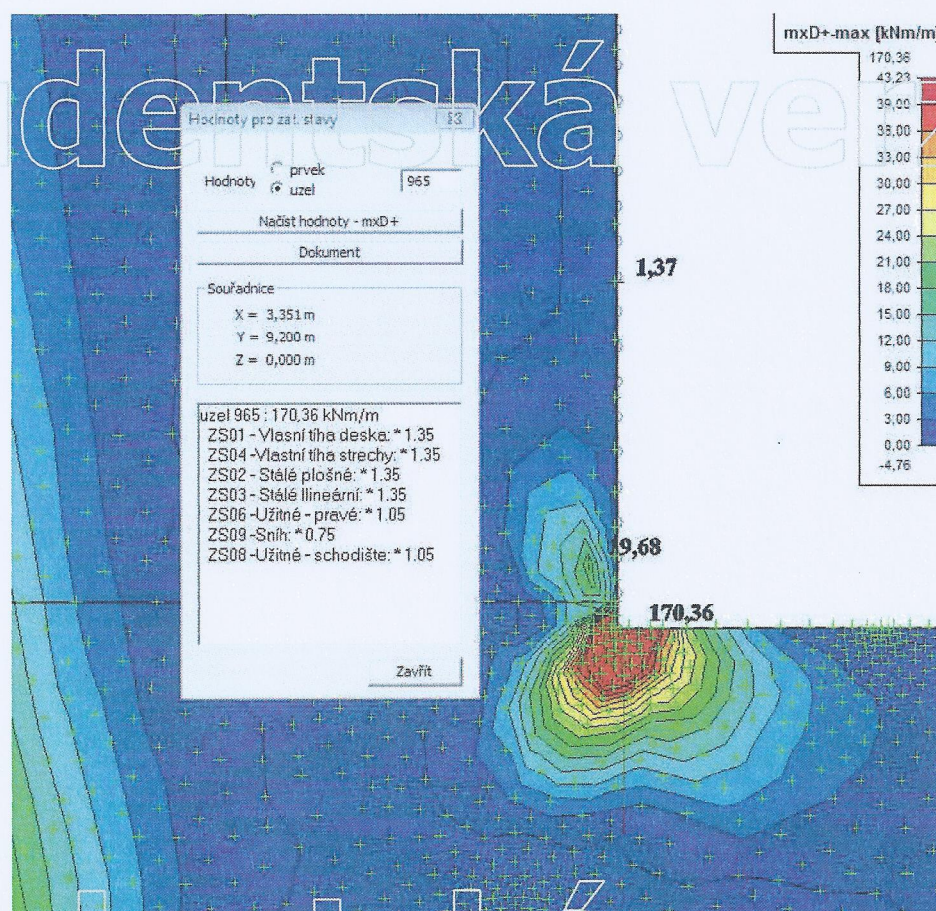 dentská ver
mxD+-max [kNm/m]
170,36
43,23
39,00
36,00
33,00
30,00
27,00
24,00
21,00
18,00
15,00
12,00
9,00
6,00
3,00
0,00
-4,76
Hodnoty pro zat. stavy
Hodnoty
prvek
uzel
965
Načíst hodnoty - mxD+
Dokument
Souřadnice
X = 3,351 m
Y = 9,200 m
Z = 0,000 m
uzel 965 : 170,36 kNm/m
ZS01 - Vlasní tíha deska: * 1.35
ZS04 -Vlastní tíha strechy: * 1.35
ZS02 - Stálé plošné: * 1.35
ZS03 - Stálé llineární: * 1.35
ZS06 - Užitné - pravé: * 1.05
ZS09 - Sníh: * 0.75
ZS08 - Užitné - schodište: * 1.05
Zavřít
1,37
9,68
170,36